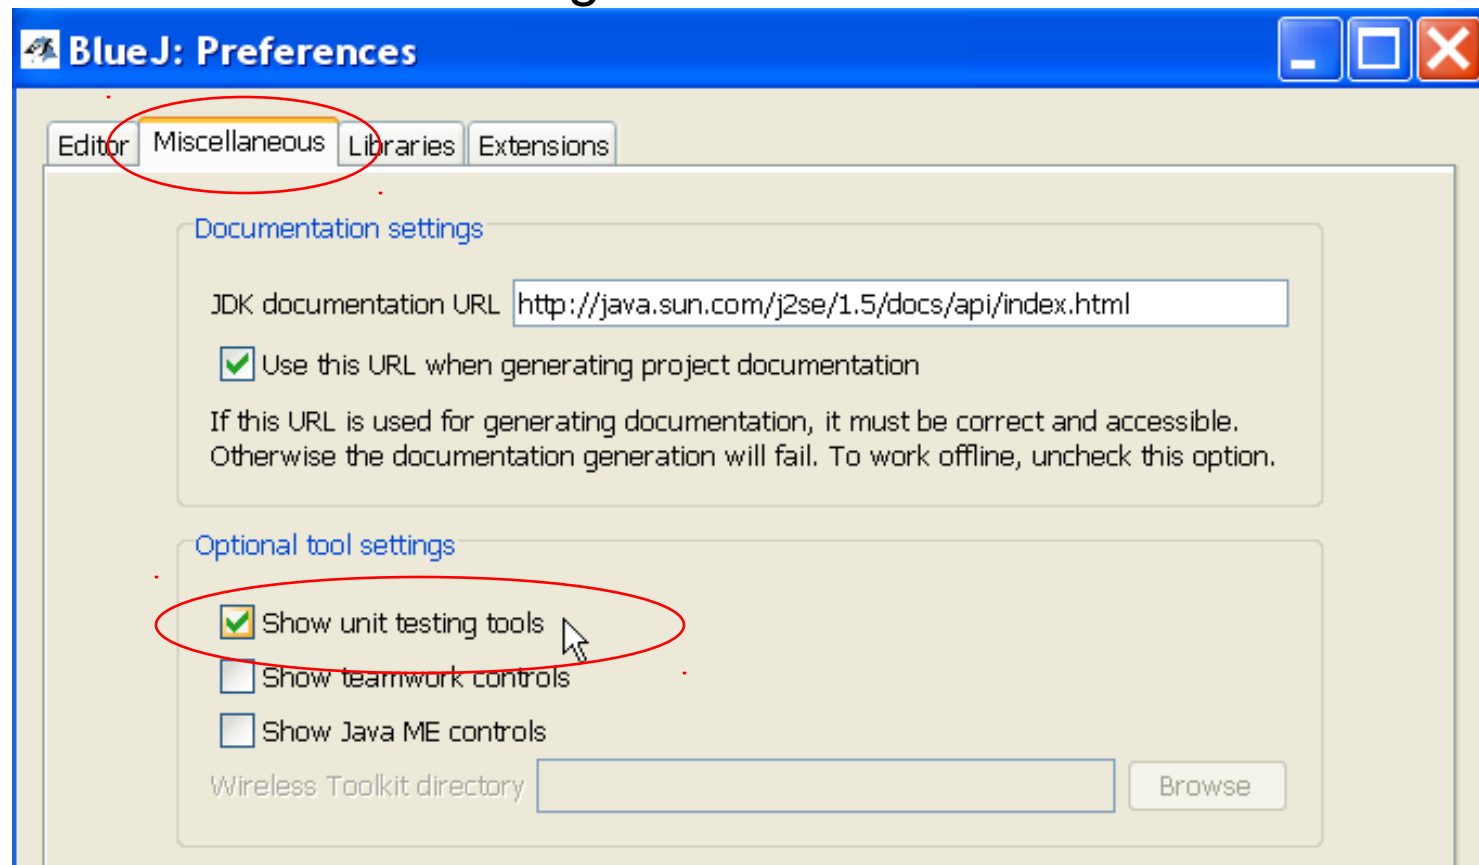 BlueJ: Preferences
Editor Miscellaneous Libraries Extensions
Documentation settings
JDK documentation URL http://java.sun.com/j2se/1.5/docs/api/index.html
Use this URL when generating project documentation
If this URL is used for generating documentation, it must be correct and accessible.
Otherwise the documentation generation will fail. To work offline, uncheck this option.
Optional tool settings
Show unit testing tools
Show teamwork controls
Show Java ME controls
Wireless Toolkit directory Browse